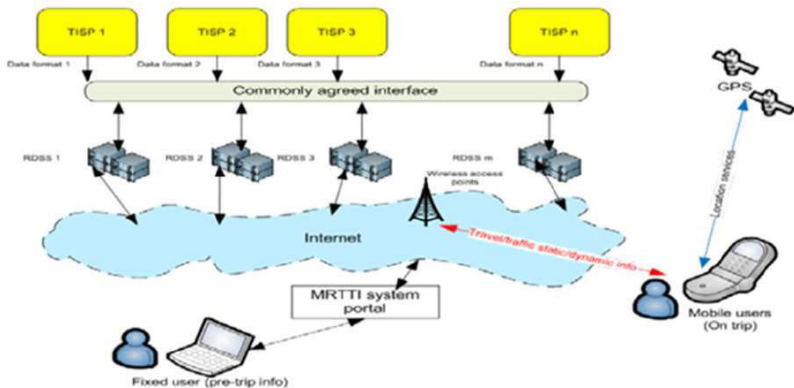 TISP 1
TISP 2
TISP 3
TISP n
Data format 1
Data format 2
Data format 3
Data format n
Commonly agreed interface
GPS
RDSS 1
RDSS 2
RDSS 3
RDSS m
Wireless access
points
Location services
Internet
Travel/traffic static/dynamic info
MRTTI system
portal
Mobile users
(On trip)
Fixed user (pre-trip info)